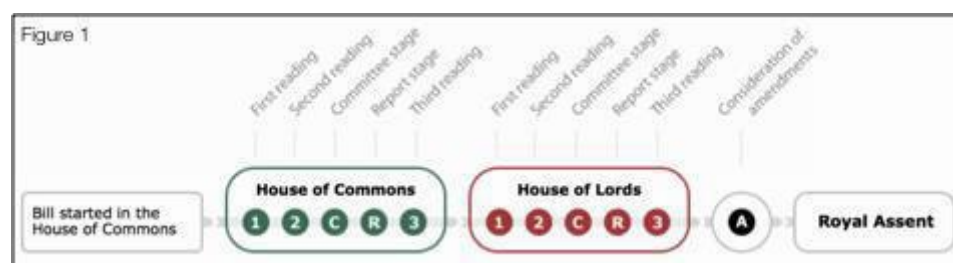 Figure 1
First reading
Second reading
Committee stage
Report stage
Third reading
First reading
Second reading
Committee stage
Report stage
Third reading
Consideration of
amendments
Bill started in the
House of Commons
House of Commons
1 2 C R 3
House of Lords
1 2 C R 3
A
Royal Assent